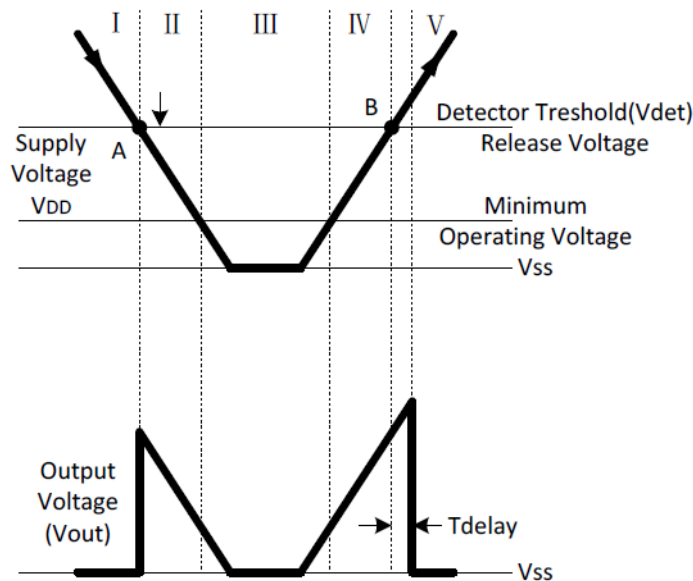 I II III IV V
B
Detector Treshold(Vdet)
Release Voltage
Supply
Voltage
VDD
A
Minimum
Operating Voltage
Vss
Output
Voltage
(Vout)
Tdelay
Vss